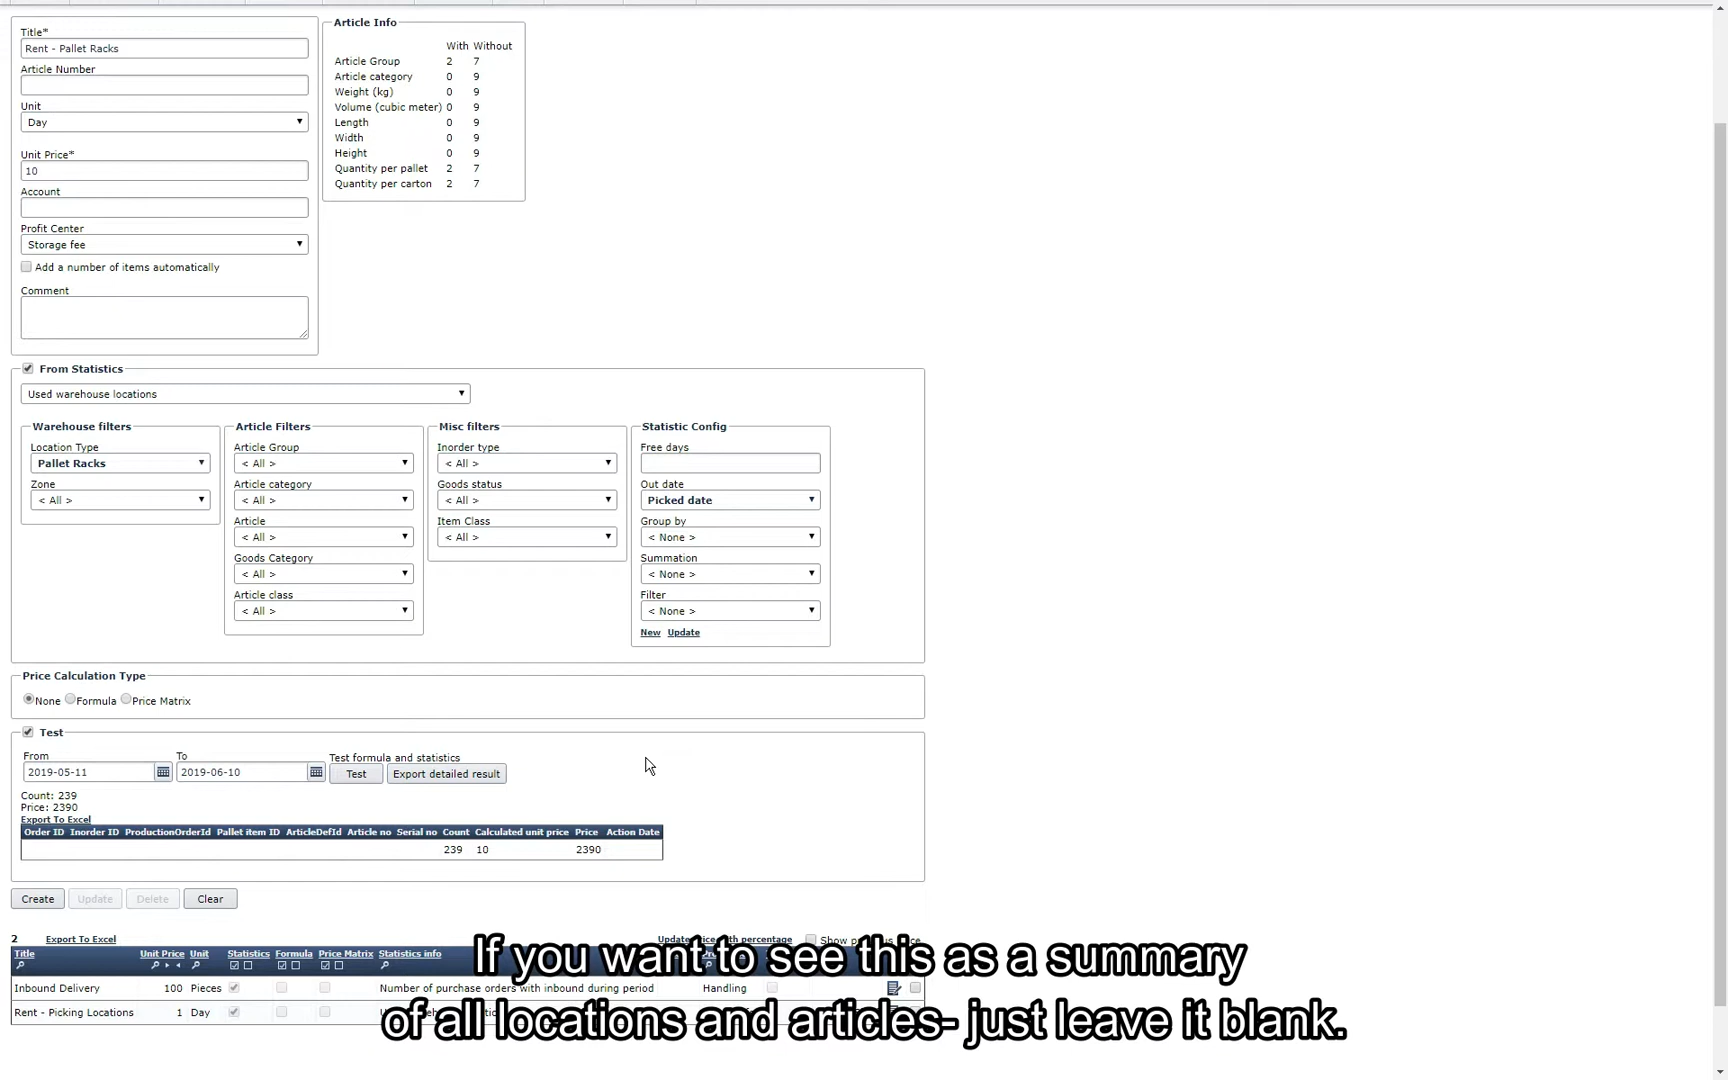 Title*
Rent - Pallet Racks
Article Number
Unit
Day
Unit Price*
10
Account
Profit Center
Storage fee
Add a number of items automatically
Comment
Article Info
With Without
Article Group 2 7
Article category 0 9
Weight (kg) 0 9
Volume (cubic meter) 0 9
Length 0 9
Width 0 9
Height 0 9
Quantity per pallet 2 7
Quantity per carton 2 7
From Statistics
Used warehouse locations
Warehouse filters
Location Type
Pallet Racks
Zone
< All >
Article Filters
Article Group
< All >
Article category
< All >
Article
< All >
Goods Category
< All >
Article class
< All >
Misc filters
Inorder type
< All >
Goods status
< All >
Item Class
< All >
Statistic Config
Free days
Out date
Picked date
Group by
< None >
Summation
< None >
Filter
< None >
New Update
Price Calculation Type
None Formula Price Matrix
Test
From To
2019-05-11 2019-06-10
Test formula and statistics
Test Export detailed result
Count: 239
Price: 2390
Export To Excel
Order ID Inorder ID ProductionOrderId Pallet item ID ArticleDefId Article no Serial no Count Calculated unit price Price Action Date
239 10 2390
Create Update Delete Clear
2 Export To Excel
Title Unit Price Unit Statistics Formula Price Matrix Statistics info
Inbound Delivery 100 Pieces Number of purchase orders with inbound during period Handling
Rent - Picking Locations 1 Day
If you want to see this as a summary
of all locations and articles- just leave it blank.